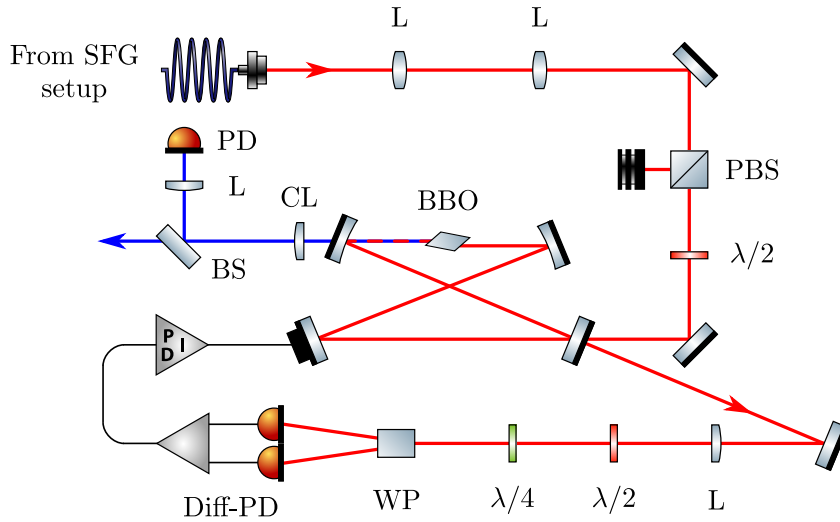 L
L
From SFG
setup
PD
PBS
L
CL
BBO
BS
λ/2
P
I
D
Diff-PD
WP
λ/4
λ/2
L